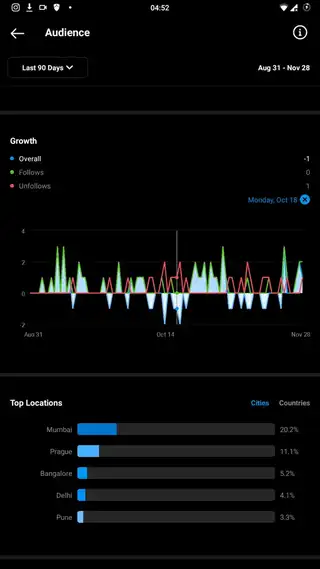 04:52
Audience
Last 90 Days
Aug 31 - Nov 28
Growth
Overall -1
Follows 0
Unfollows 1
Monday, Oct 18
4
2
0
-2
Aug 31 Oct 14 Nov 28
Top Locations Cities Countries
Mumbai 20.2%
Prague 11.1%
Bangalore 5.2%
Delhi 4.1%
Pune 3.3%